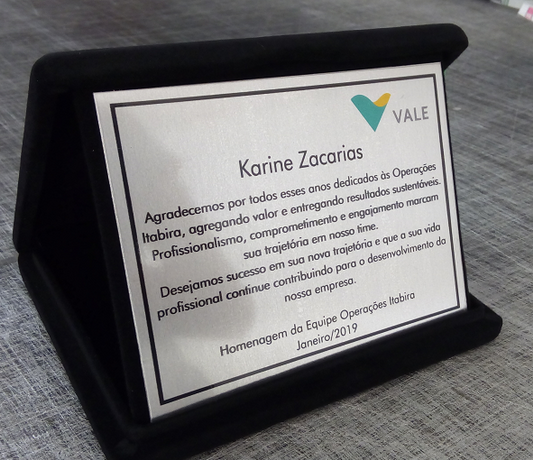 VALE
Karine Zacarias
Agradecemos por todos esses anos dedicados às Operações
Itabira, agregando valor e entregando resultados sustentáveis.
Profissionalismo, comprometimento e engajamento marcam
sua trajetória em nosso time.
Desejamos sucesso em sua nova trajetória e que a sua vida
profissional continue contribuindo para o desenvolvimento da
nossa empresa.
Homenagem da Equipe Operações Itabira
Janeiro/2019